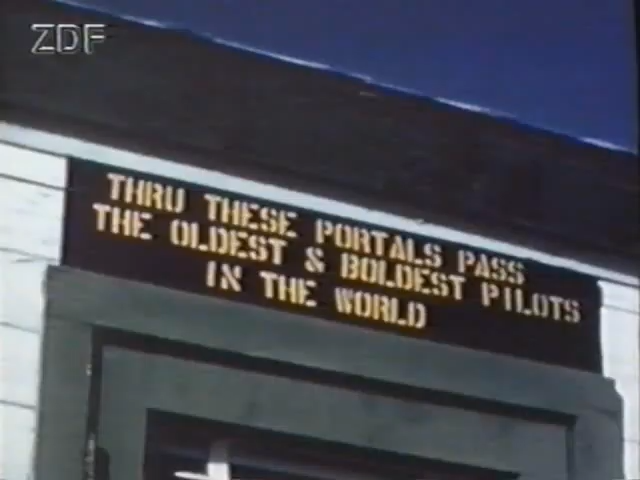 ZDF
THRU THESE PORTALS PASS
THE OLDEST & BOLDEST PILOTS
IN THE WORLD